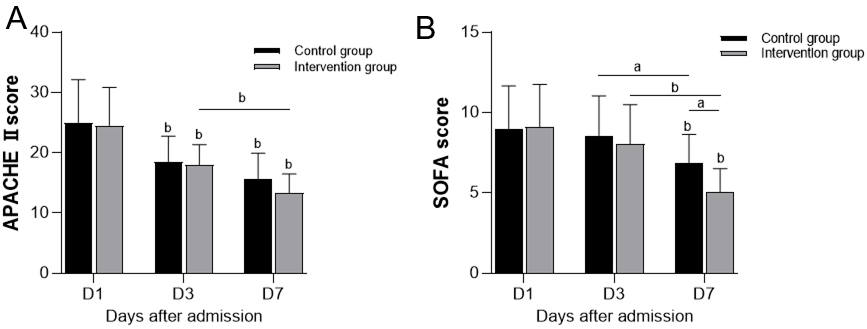 A
APACHE II score
40
30
20
10
0
Control group
Intervention group
b
b
b
b
b
D1
D3
D7
Days after admission
B
SOFA score
15
10
5
0
Control group
Intervention group
a
b
a
b
b
D1
D3
D7
Days after admission